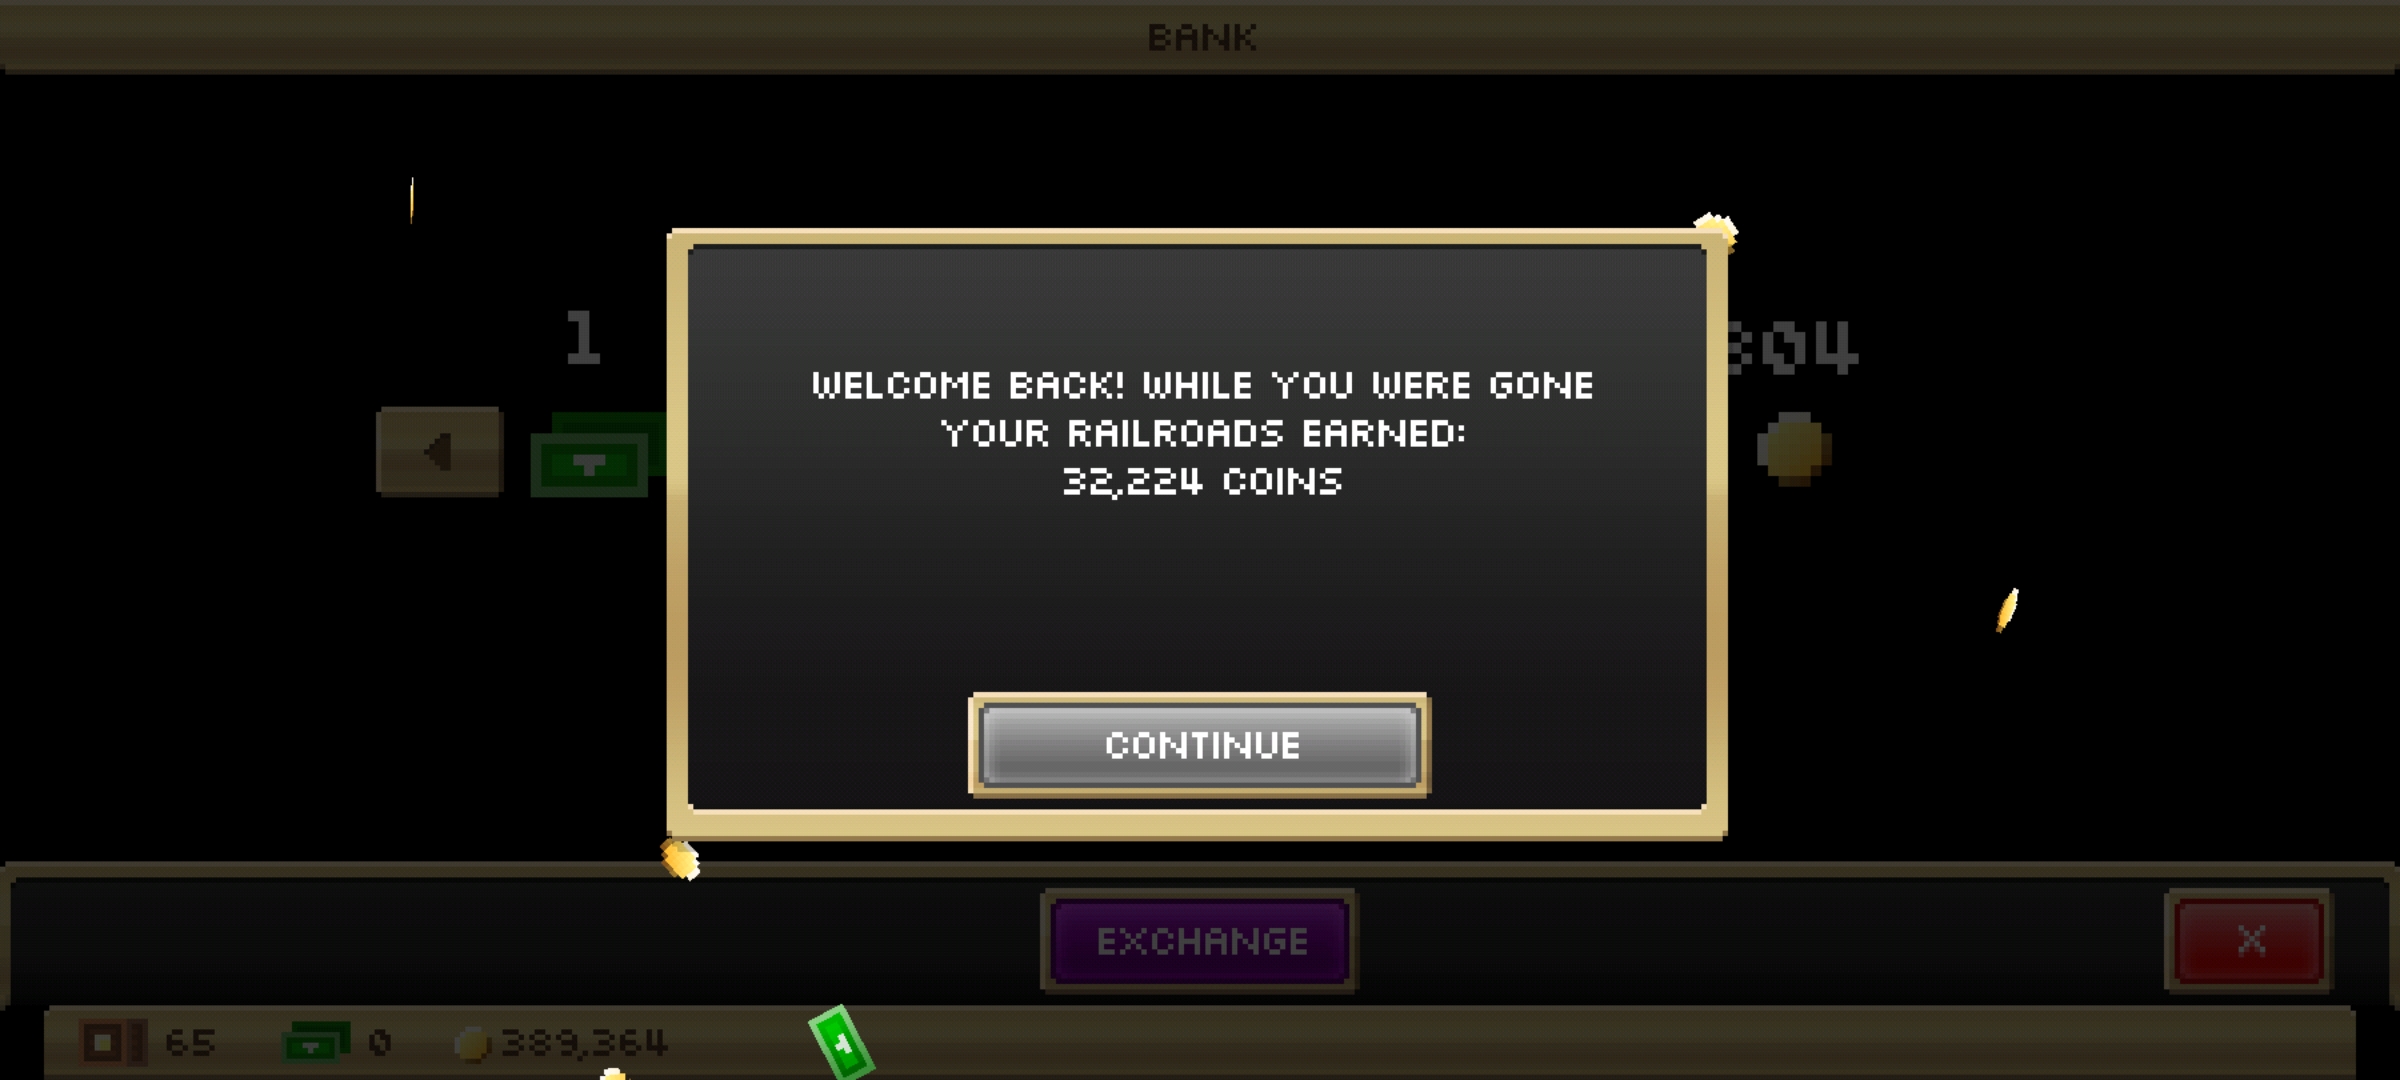 BANK
1
304
WELCOME BACK! WHILE YOU WERE GONE
YOUR RAILROADS EARNED:
32,224 COINS
CONTINUE
EXCHANGE
X
65 0 389,364
1